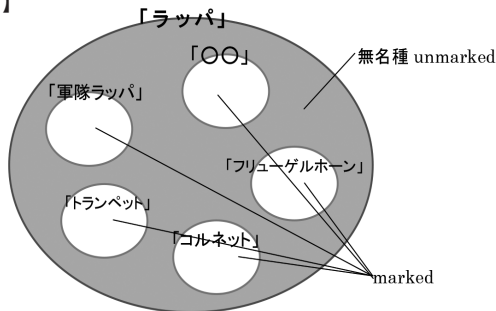 】
「ラッパ」
「〇〇」
無名種 unmarked
「軍隊ラッパ」
「フリューゲルホーン」
「トランペット」
「コルネット」
marked